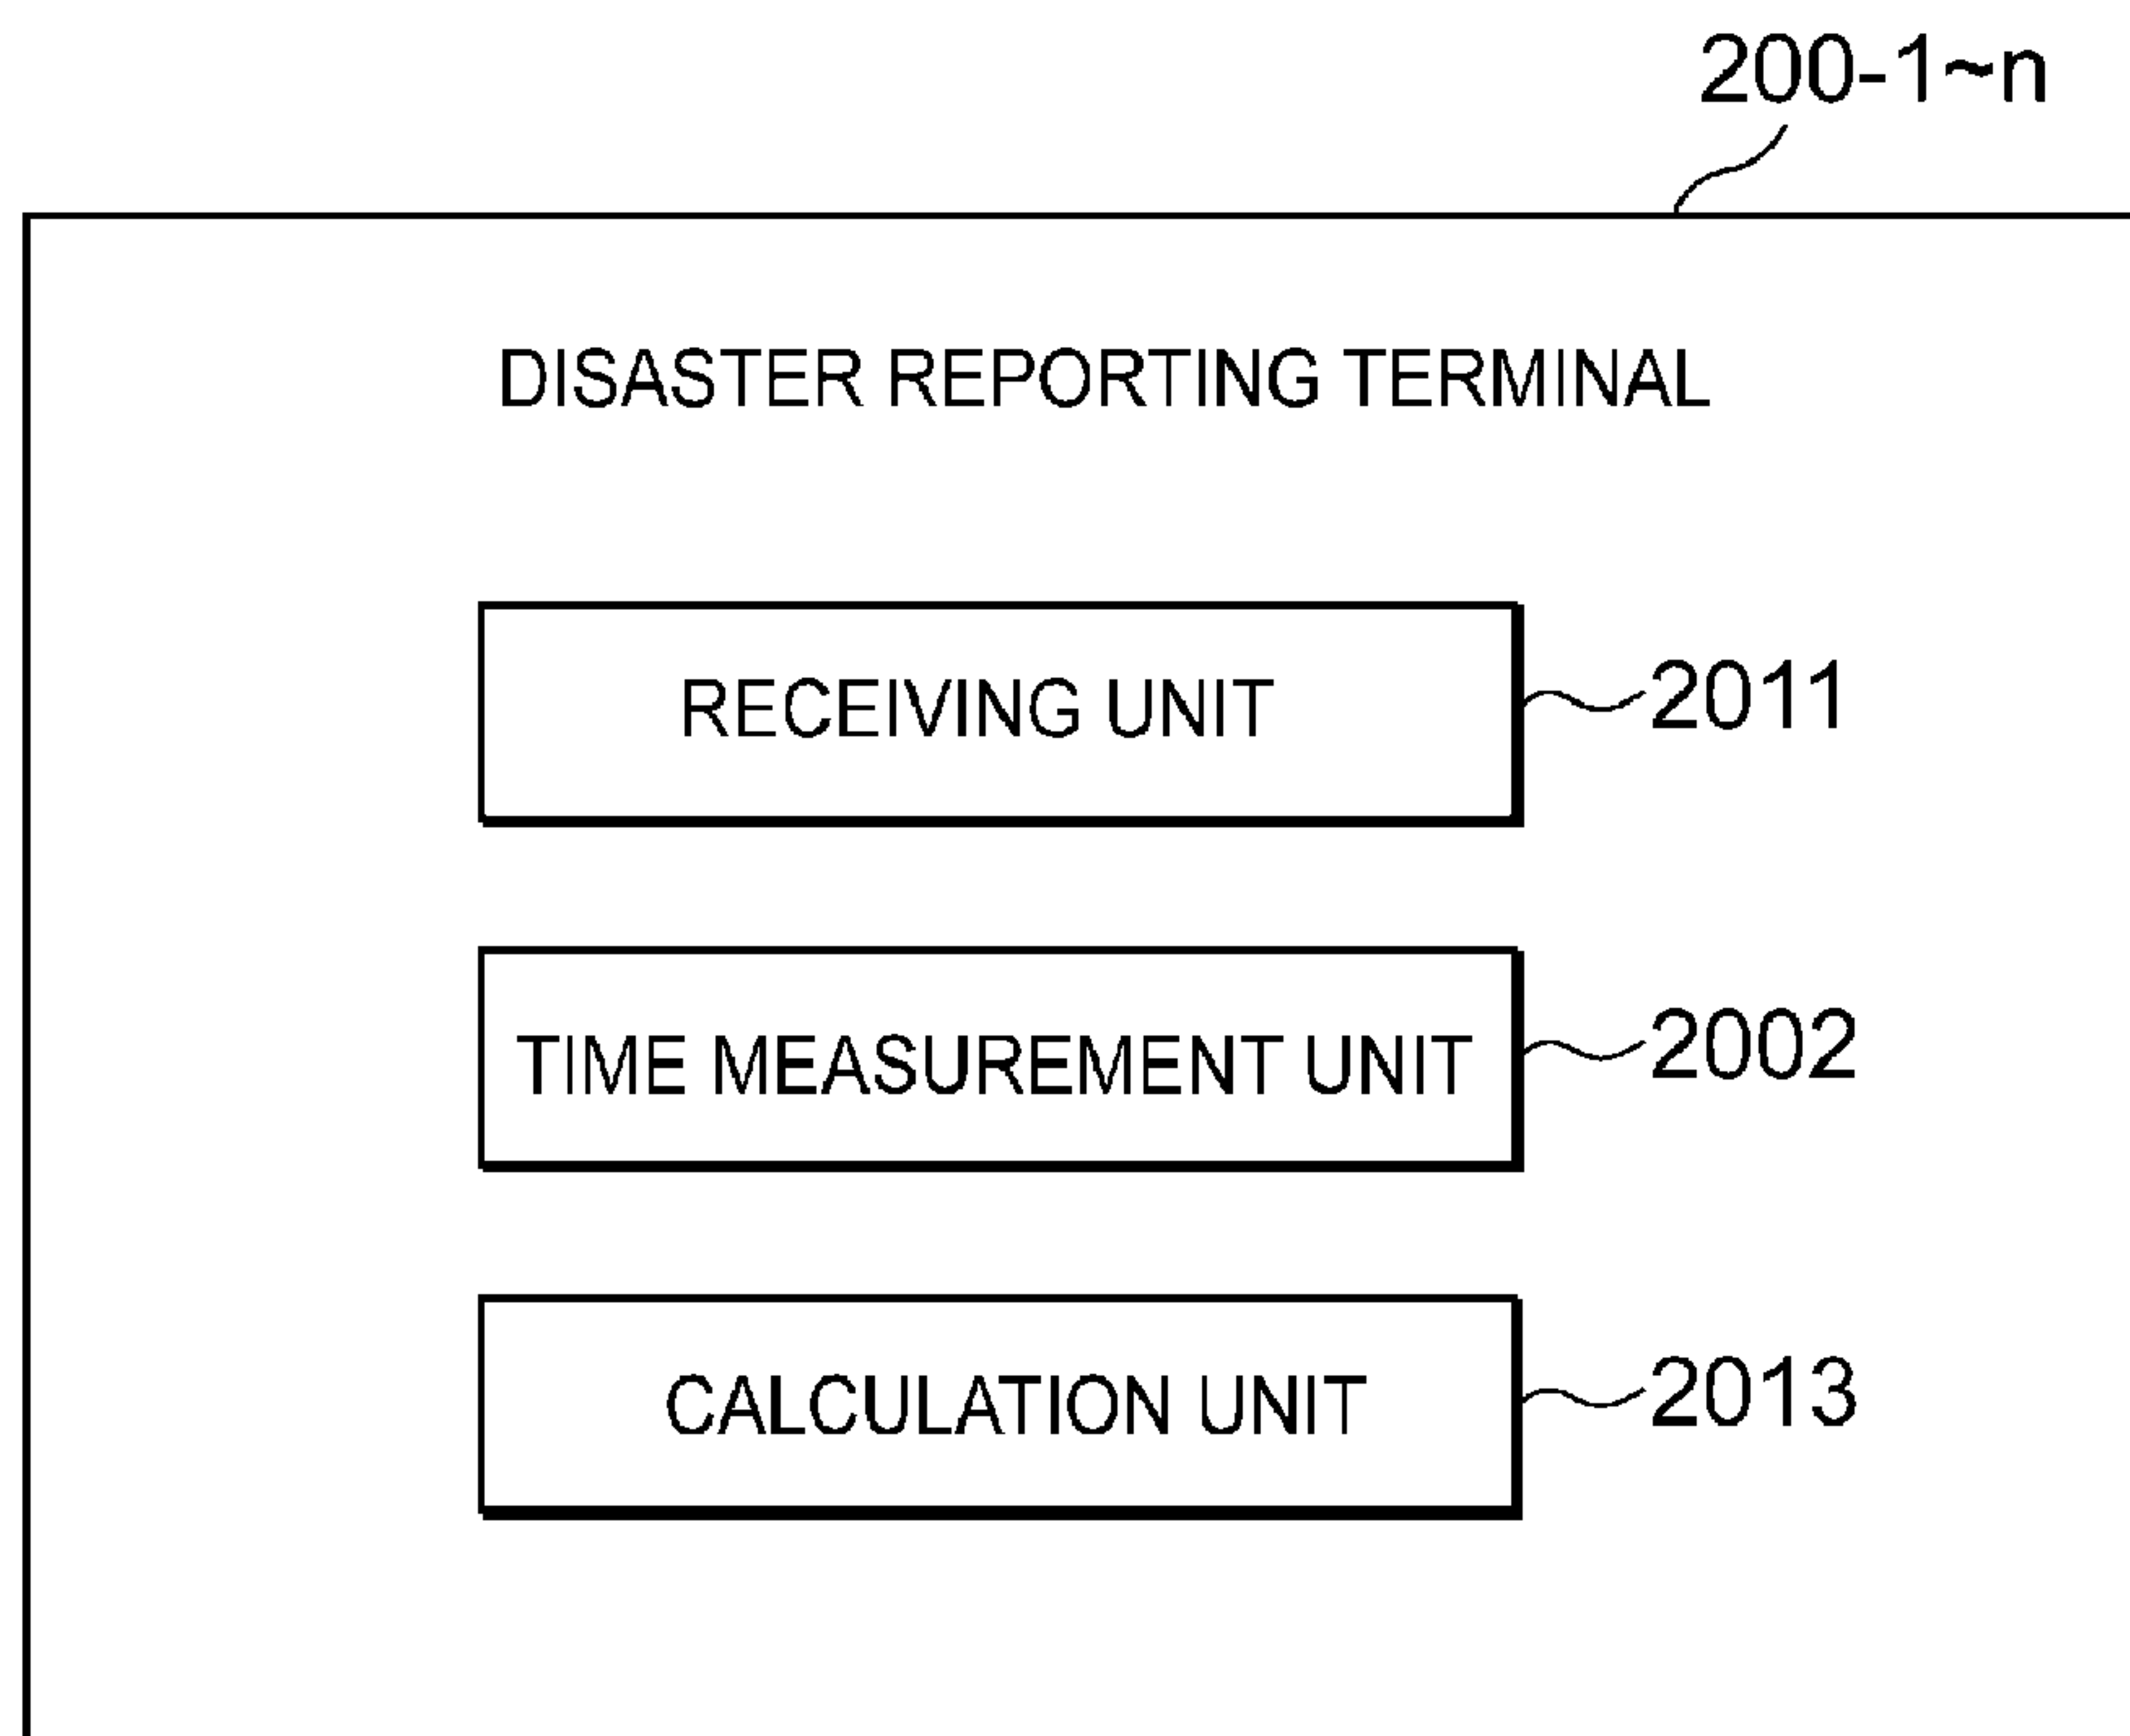 200-1~n
DISASTER REPORTING TERMINAL
RECEIVING UNIT
2011
TIME MEASUREMENT UNIT
2002
CALCULATION UNIT
2013